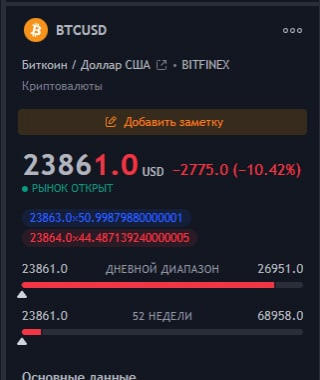 BTCUSD
Биткоин / Доллар США • BITFINEX
Криптовалюты
Добавить заметку
23861.0 USD −2775.0 (−10.42%)
РЫНОК ОТКРЫТ
23863.0×50.99879880000001
23864.0×44.487139240000005
23861.0 ДНЕВНОЙ ДИАПАЗОН 26951.0
23861.0 52 НЕДЕЛИ 68958.0
Основные данные